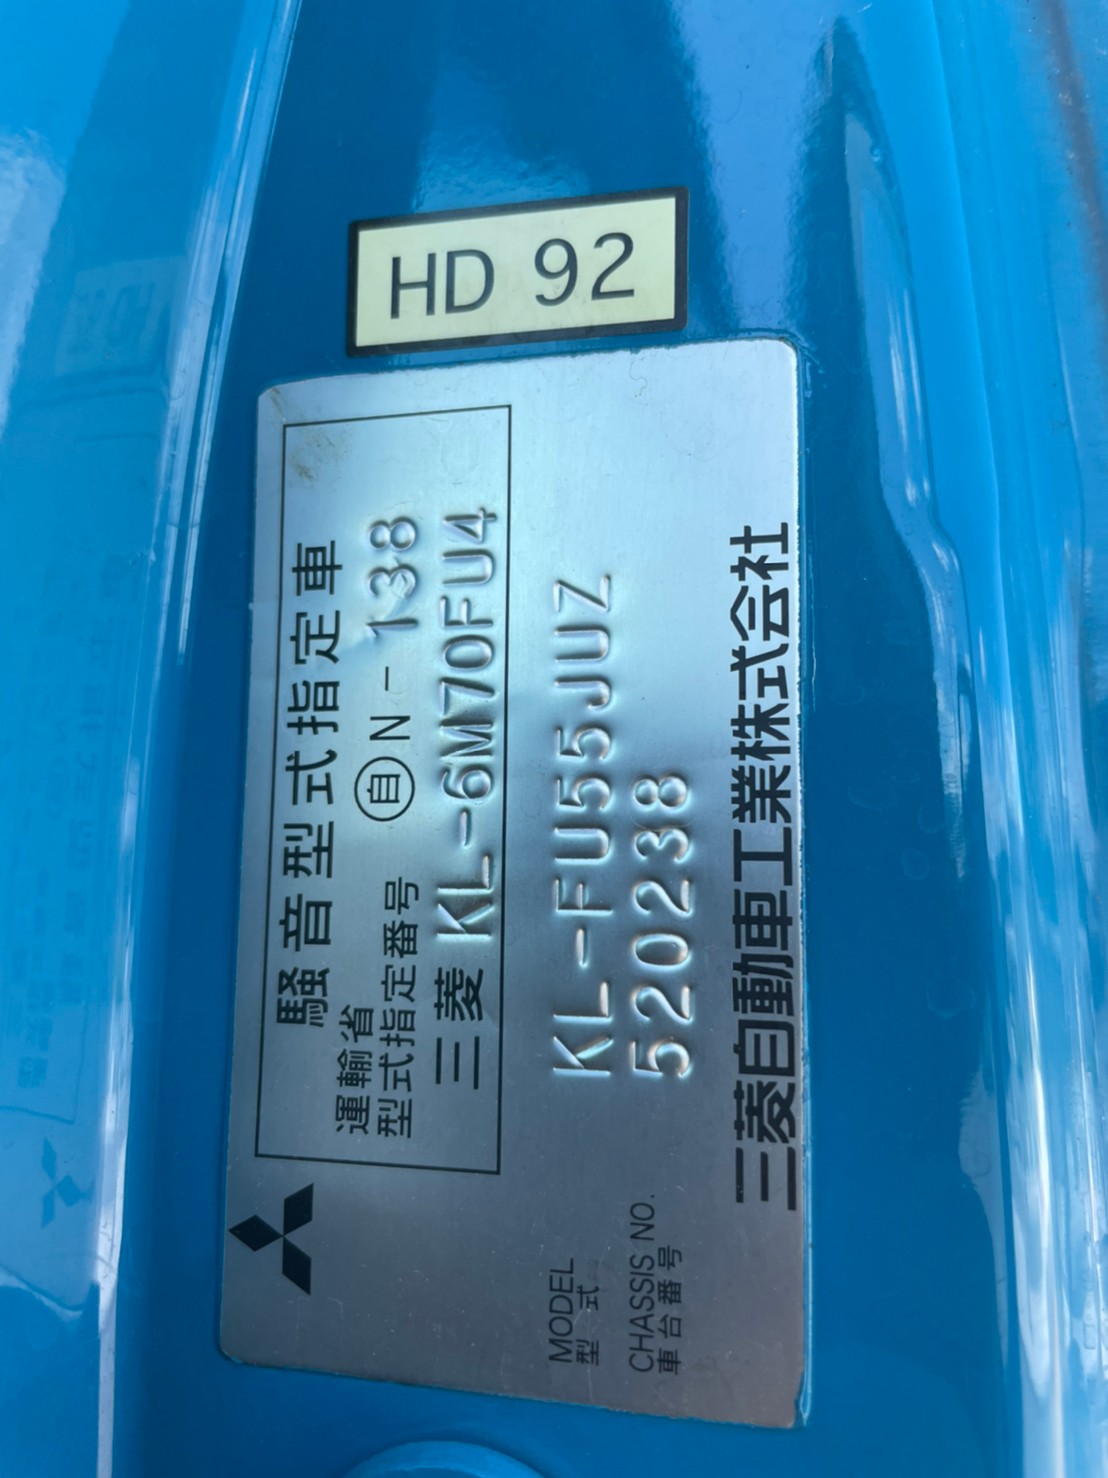 HD 92
騒音型式指定車
運輸省
型式指定番号 自 N-138
三菱 KL-6M70FU4
MODEL
型式 KL-FU55JUZ
CHASSIS NO.
車台番号 520238
三菱自動車工業株式会社